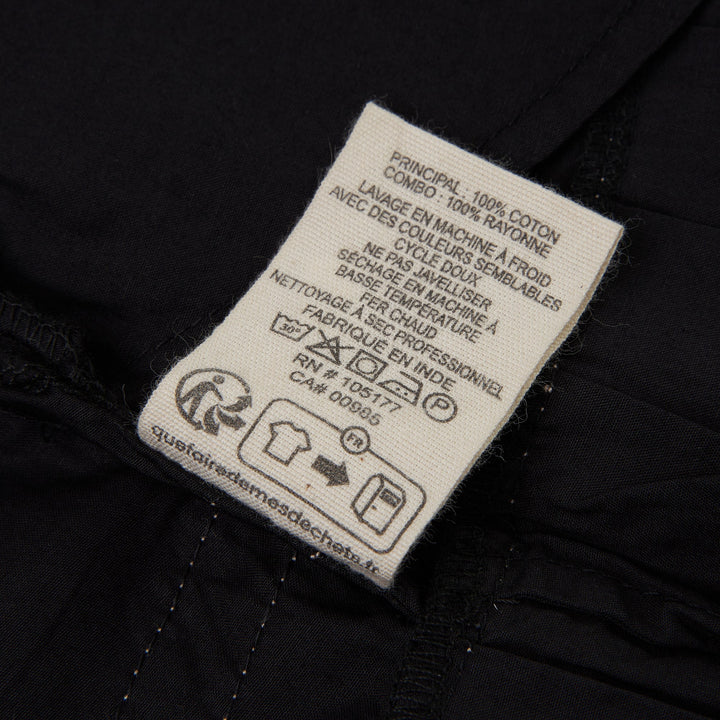 PRINCIPAL : 100% COTON
COMBO : 100% RAYONNE
LAVAGE EN MACHINE À FROID
AVEC DES COULEURS SEMBLABLES
CYCLE DOUX
NE PAS JAVELLISER
SÉCHAGE EN MACHINE À
BASSE TEMPÉRATURE
FER CHAUD
NETTOYAGE À SEC PROFESSIONNEL
30° P
FABRIQUÉ EN INDE
RN # 105177
CA# 00995
FR
quefairedemesdechets.fr